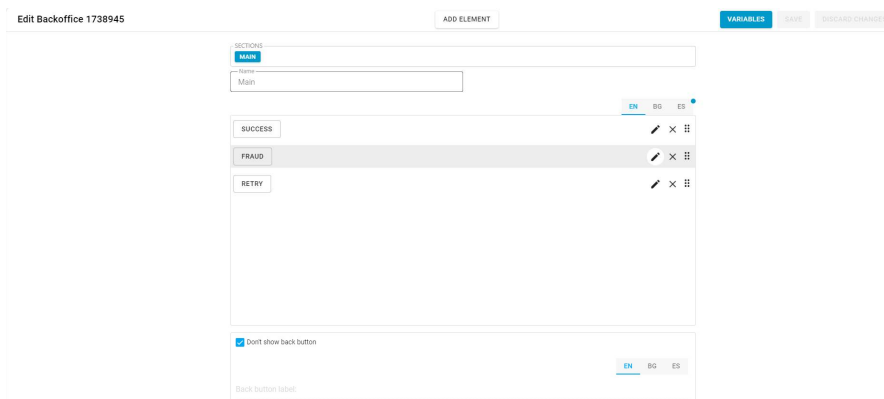 Edit Backoffice 1738945
ADD ELEMENT
VARIABLES
SAVE
DISCARD CHANGES
SECTIONS
MAIN
Name
Main
EN BG ES
SUCCESS
FRAUD
RETRY
Don't show back button
EN BG ES
Back button label: